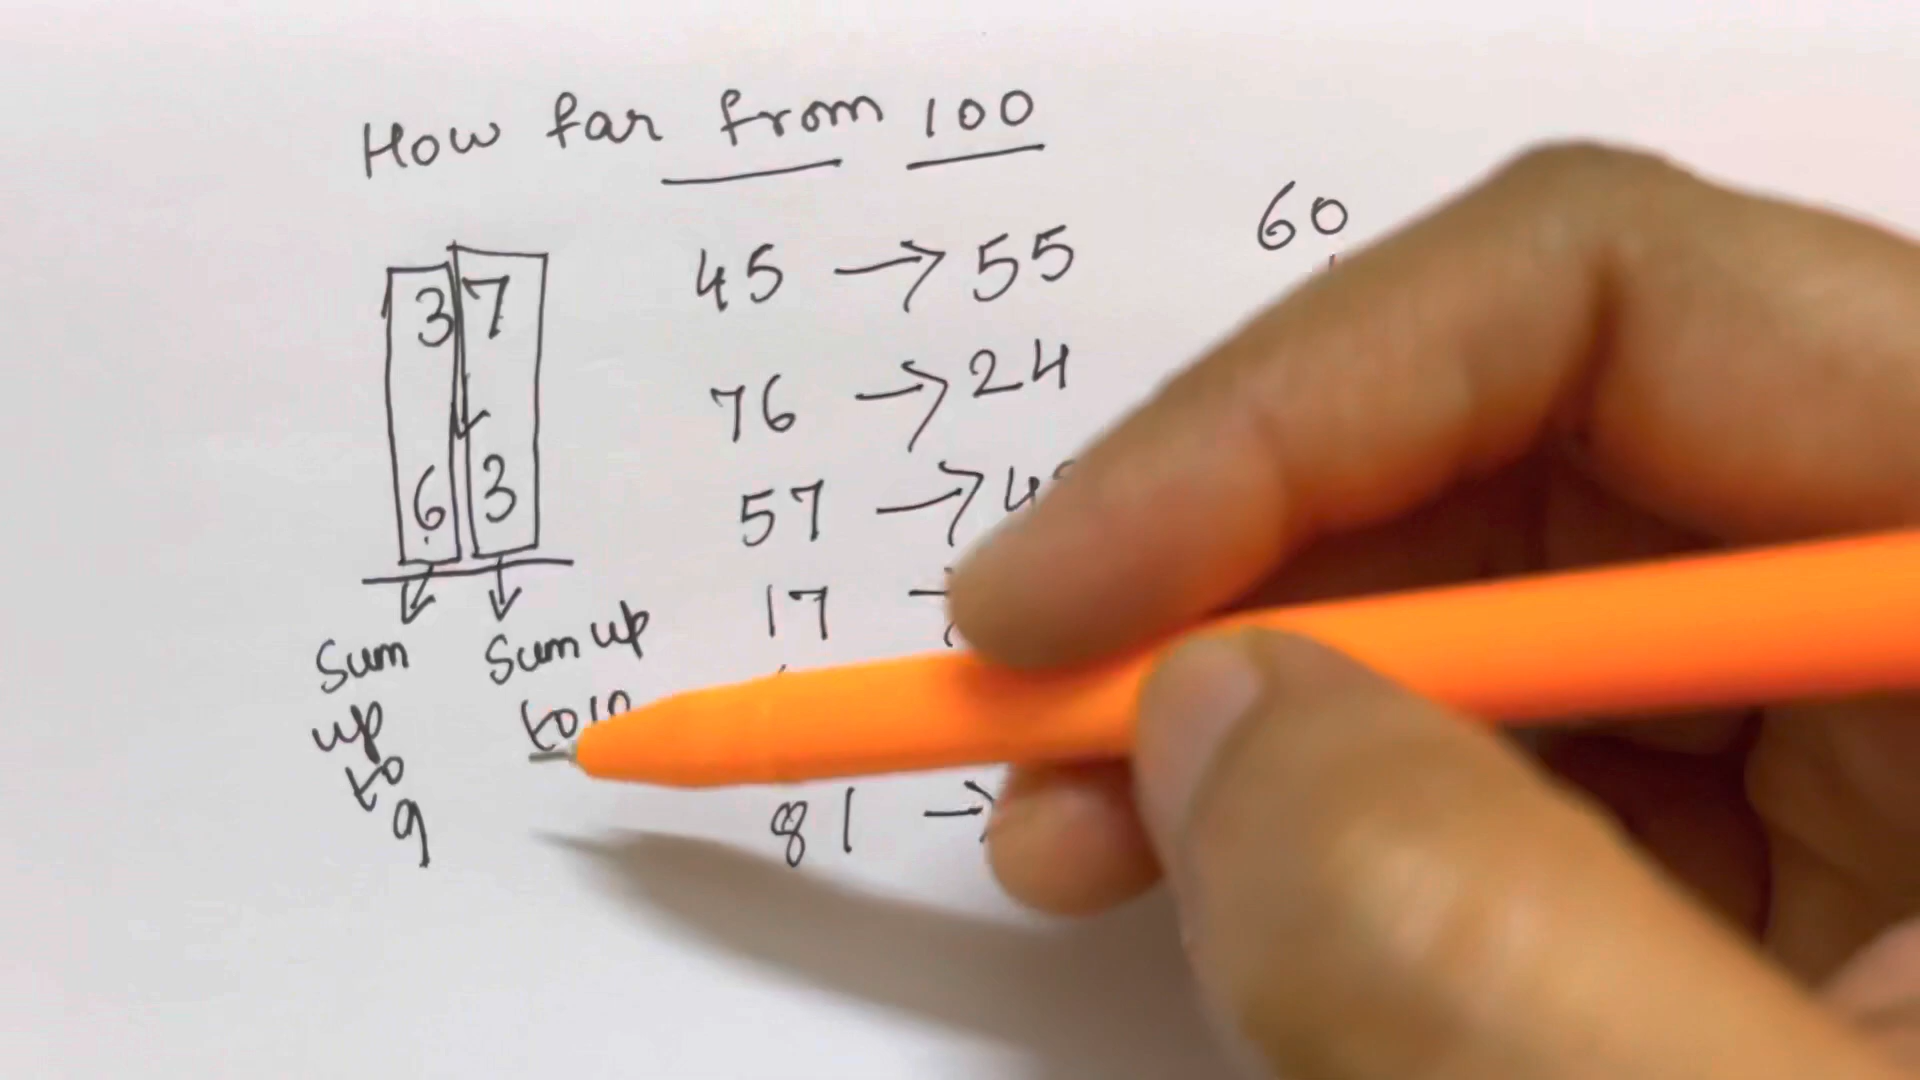 How far from 100
60
37
63
Sum up to 9
Sum up to 10
45 → 55
76 → 24
57 → 4
17 →
81 →